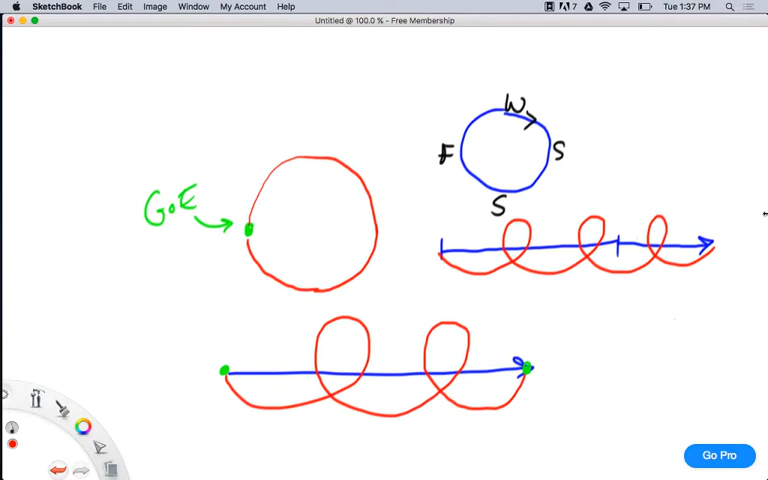 SketchBook File Edit Image Window My Account Help 7 Tue 1:37 PM
Untitled @ 100.0 % - Free Membership
W
F S
S
GoE
Go Pro